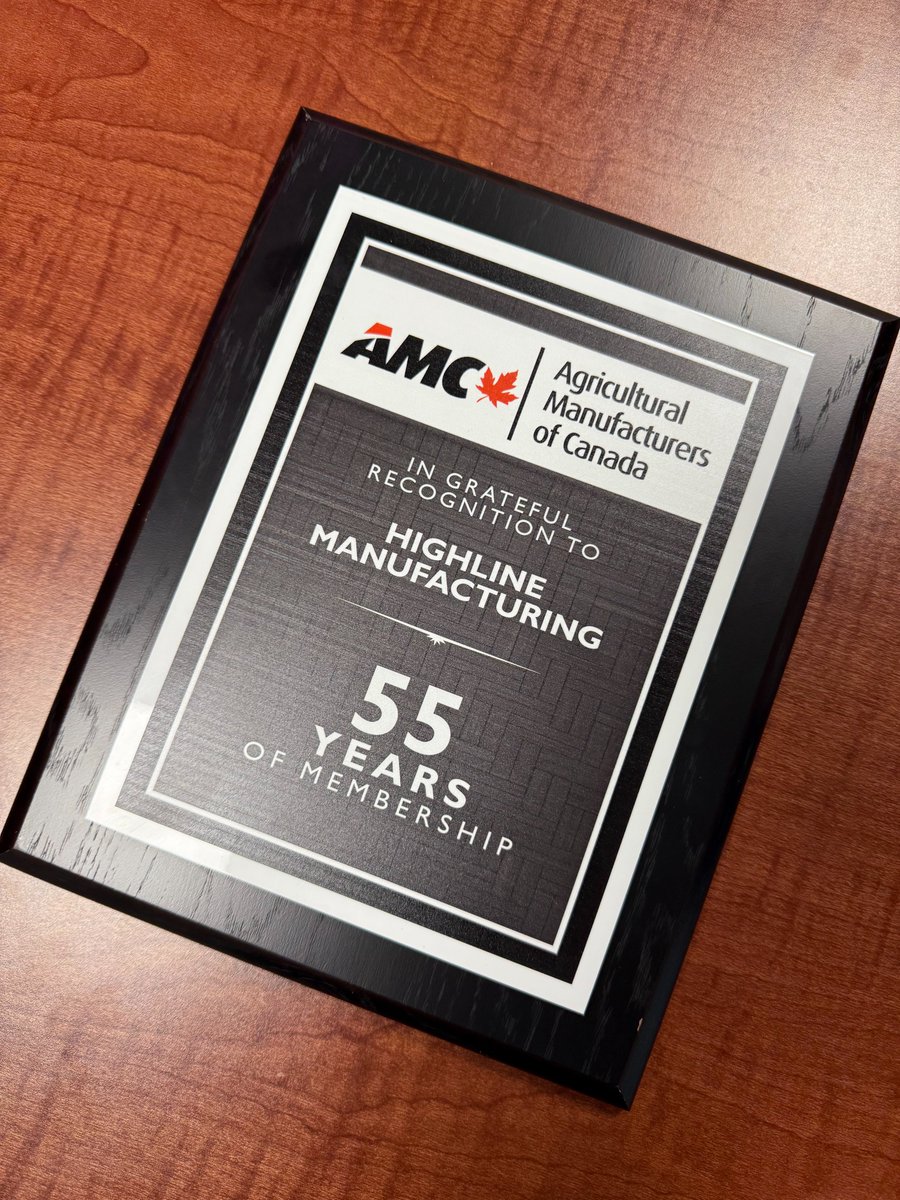 AMC
Agricultural
Manufacturers
of Canada
IN GRATEFUL
RECOGNITION TO
HIGHLINE
MANUFACTURING
55
YEARS
OF MEMBERSHIP